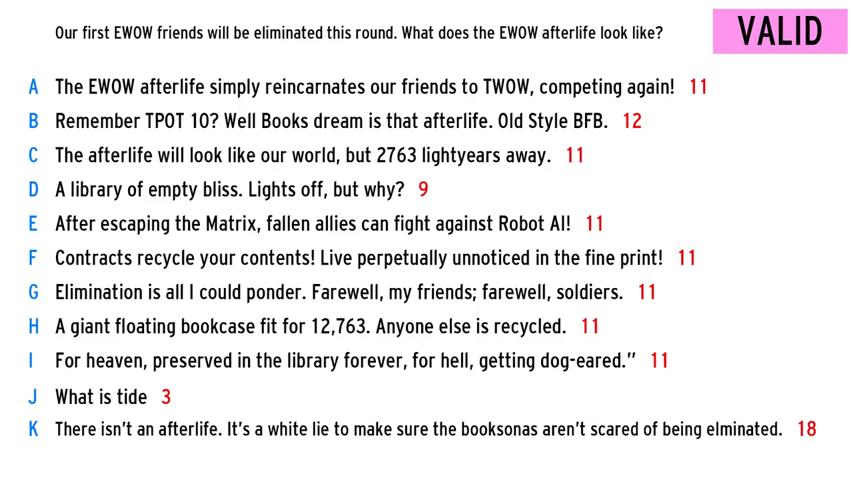 Our first EWOW friends will be eliminated this round. What does the EWOW afterlife look like?
VALID
A The EWOW afterlife simply reincarnates our friends to TWOW, competing again! 11
B Remember TPOT 10? Well Books dream is that afterlife. Old Style BFB. 12
C The afterlife will look like our world, but 2763 lightyears away. 11
D A library of empty bliss. Lights off, but why? 9
E After escaping the Matrix, fallen allies can fight against Robot AI! 11
F Contracts recycle your contents! Live perpetually unnoticed in the fine print! 11
G Elimination is all I could ponder. Farewell, my friends; farewell, soldiers. 11
H A giant floating bookcase fit for 12,763. Anyone else is recycled. 11
I For heaven, preserved in the library forever, for hell, getting dog-eared.” 11
J What is tide 3
K There isn’t an afterlife. It’s a white lie to make sure the booksonas aren’t scared of being elminated. 18